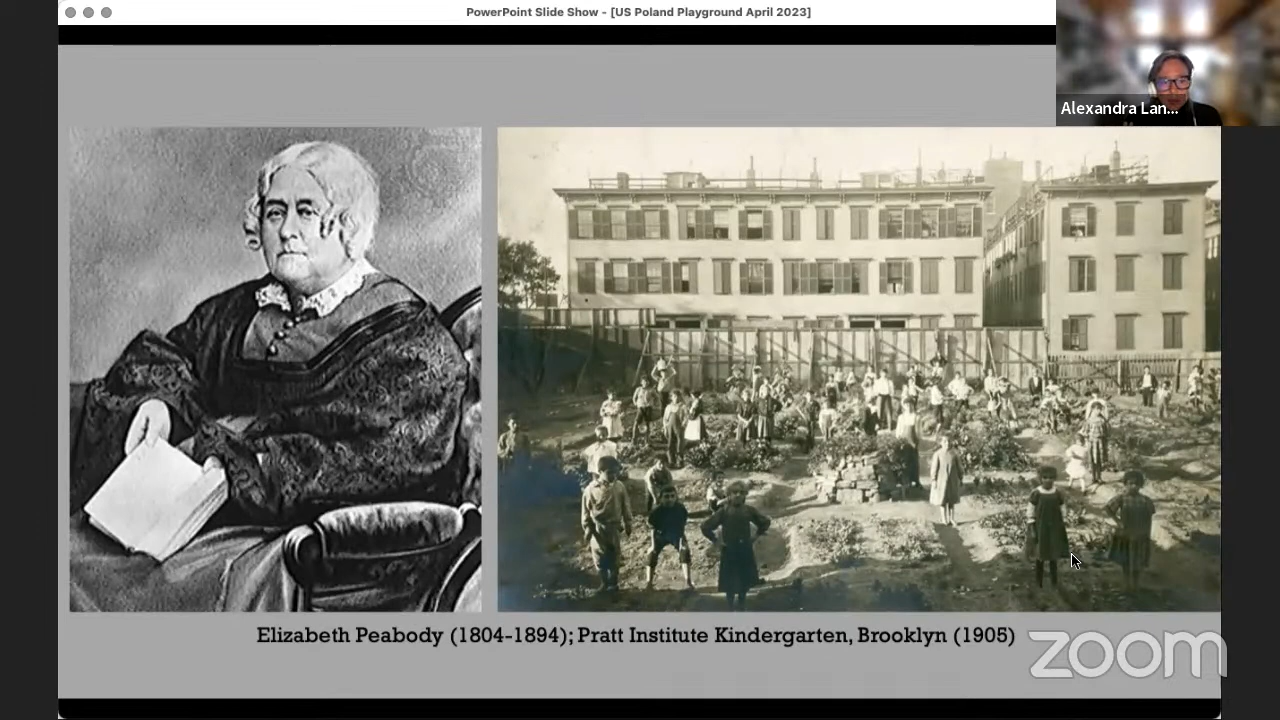 PowerPoint Slide Show - [US Poland Playground April 2023]
Alexandra Lan...
Elizabeth Peabody (1804-1894); Pratt Institute Kindergarten, Brooklyn (1905)
zoom